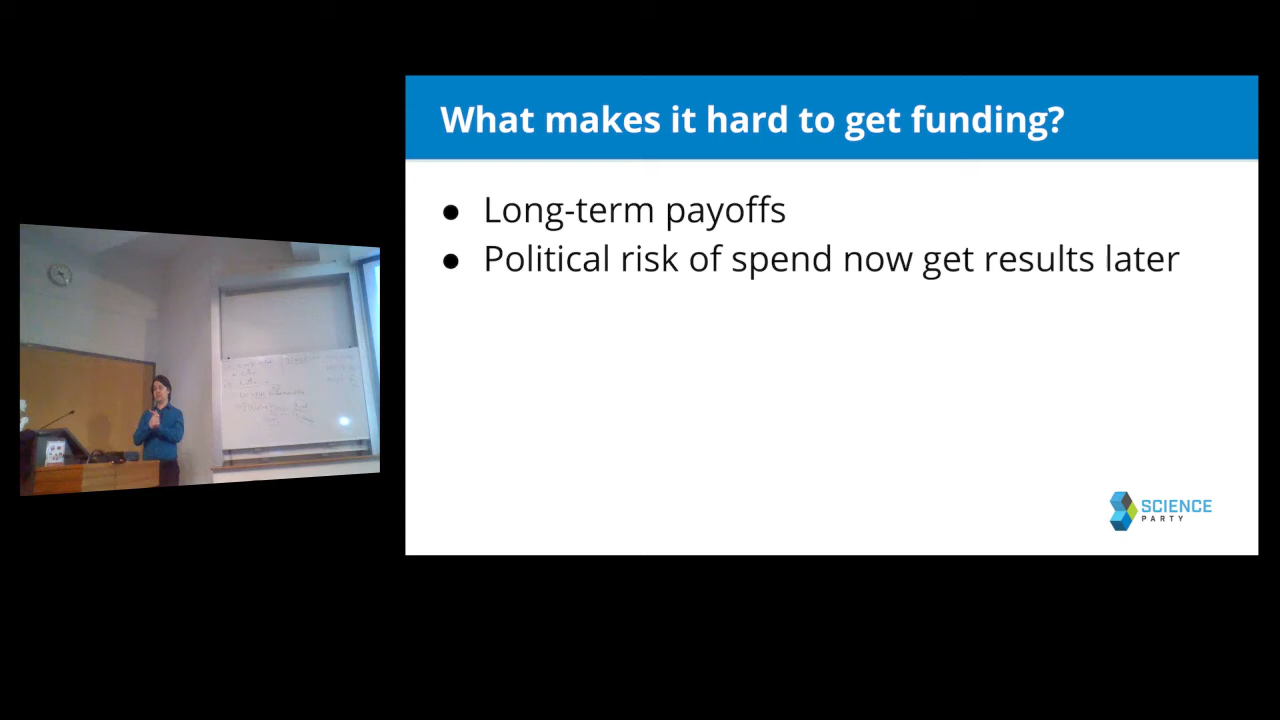 What makes it hard to get funding?
● Long-term payoffs
● Political risk of spend now get results later
SCIENCE
PARTY